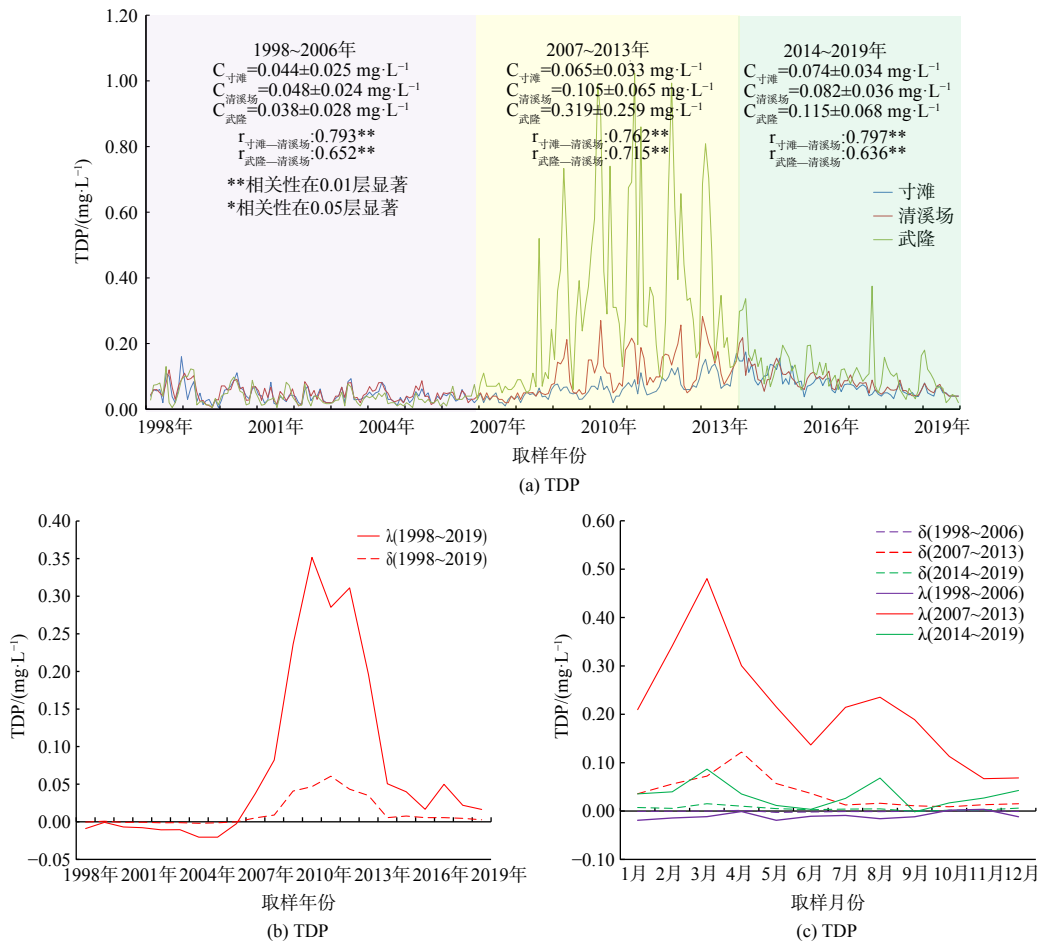 1.20
1.00
0.80
0.60
0.40
0.20
0.00
TDP/(mg·L⁻¹)
1998~2006年
C寸滩=0.044±0.025 mg·L⁻¹
C清溪场=0.048±0.024 mg·L⁻¹
C武隆=0.038±0.028 mg·L⁻¹
r寸滩—清溪场:0.793**
r武隆—清溪场:0.652**
**相关性在0.01层显著
*相关性在0.05层显著
2007~2013年
C寸滩=0.065±0.033 mg·L⁻¹
C清溪场=0.105±0.065 mg·L⁻¹
C武隆=0.319±0.259 mg·L⁻¹
r寸滩—清溪场:0.762**
r武隆—清溪场:0.715**
2014~2019年
C寸滩=0.074±0.034 mg·L⁻¹
C清溪场=0.082±0.036 mg·L⁻¹
C武隆=0.115±0.068 mg·L⁻¹
r寸滩—清溪场:0.797**
r武隆—清溪场:0.636**
寸滩
清溪场
武隆
1998年 2001年 2004年 2007年 2010年 2013年 2016年 2019年
取样年份
(a) TDP
0.40
0.35
0.30
0.25
0.20
0.15
0.10
0.05
0.00
−0.05
TDP/(mg·L⁻¹)
λ(1998~2019)
δ(1998~2019)
1998年 2001年 2004年 2007年 2010年 2013年 2016年 2019年
取样年份
(b) TDP
0.60
0.50
0.40
0.30
0.20
0.10
0.00
−0.10
TDP/(mg·L⁻¹)
δ(1998~2006)
δ(2007~2013)
δ(2014~2019)
λ(1998~2006)
λ(2007~2013)
λ(2014~2019)
1月 2月 3月 4月 5月 6月 7月 8月 9月 10月 11月 12月
取样月份
(c) TDP